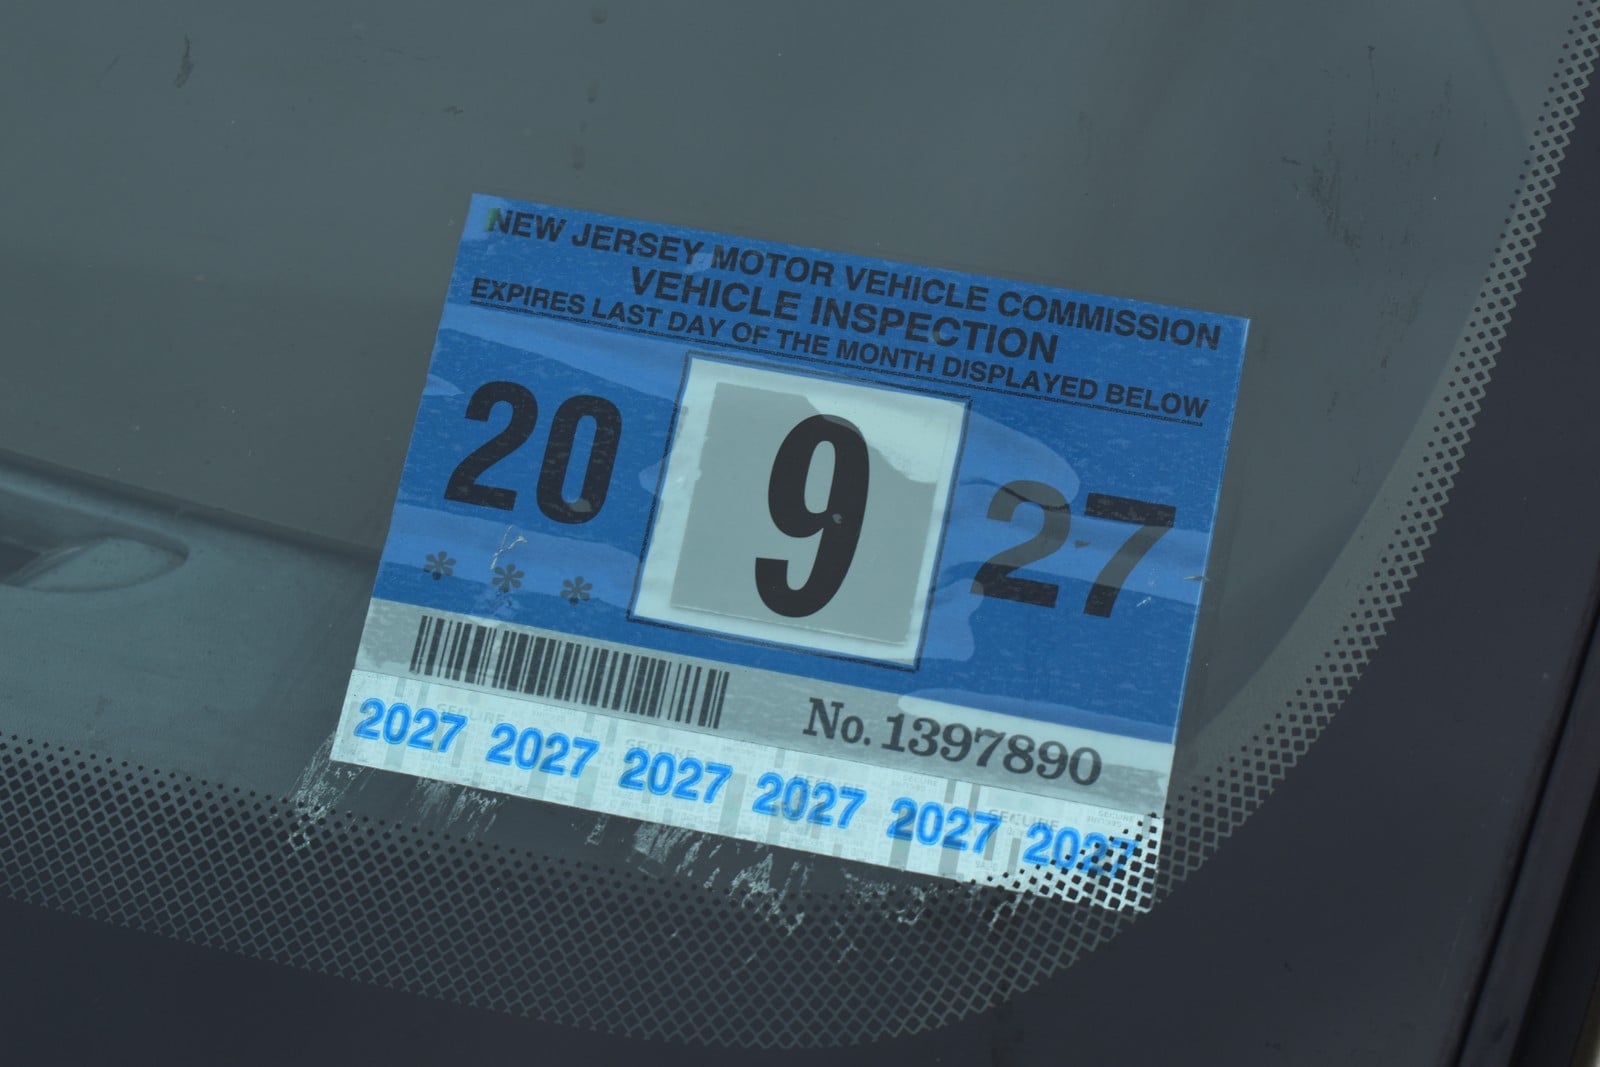 NEW JERSEY MOTOR VEHICLE COMMISSION
VEHICLE INSPECTION
EXPIRES LAST DAY OF THE MONTH DISPLAYED BELOW
20 9 27
* * *
No. 1397890
2027 2027 2027 2027 2027 2027